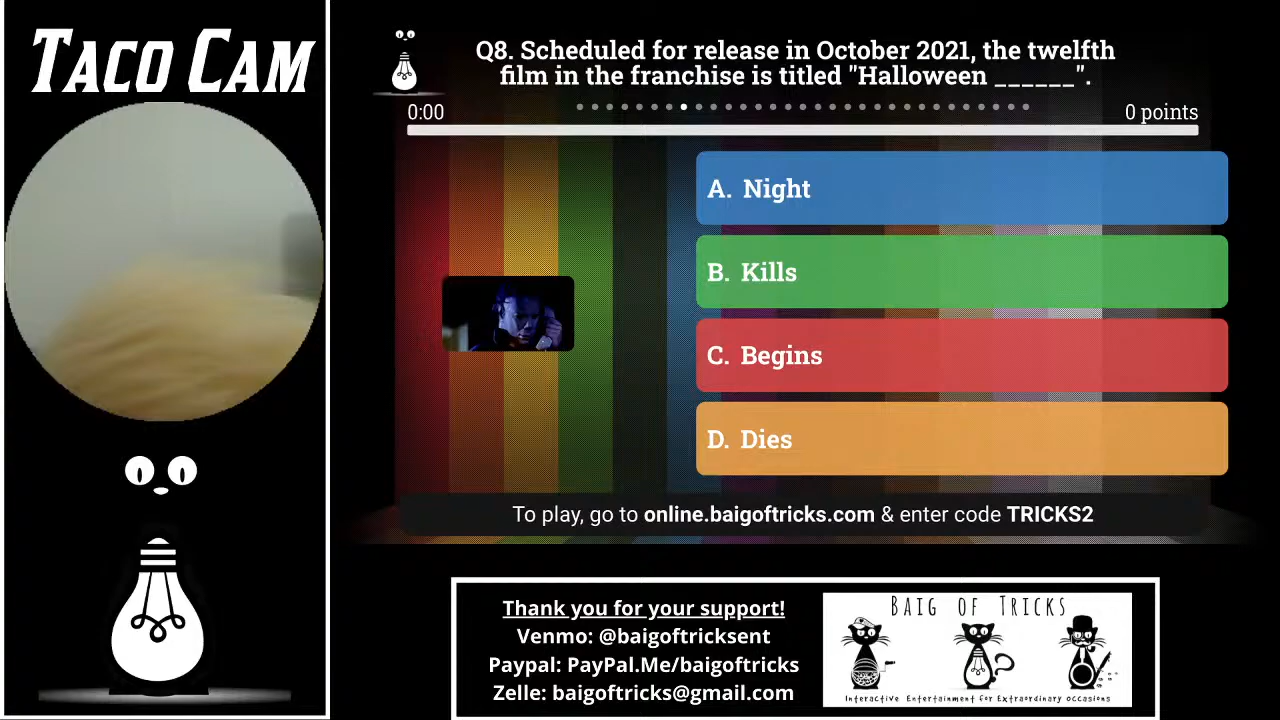 TACO CAM
Q8. Scheduled for release in October 2021, the twelfth
film in the franchise is titled "Halloween ______".
0:00
0 points
A. Night
B. Kills
C. Begins
D. Dies
To play, go to online.baigoftricks.com & enter code TRICKS2
Thank you for your support!
Venmo: @baigoftricksent
Paypal: PayPal.Me/baigoftricks
Zelle: baigoftricks@gmail.com
BAIG OF TRICKS
Interactive Entertainment for Extraordinary occasions